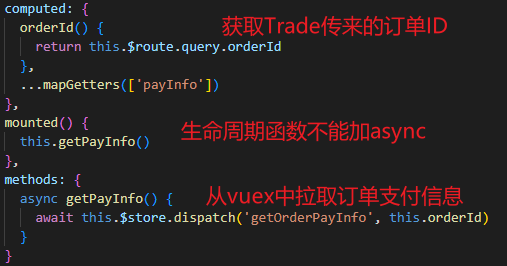 computed: {
orderId() { 获取Trade传来的订单ID
return this.$route.query.orderId
},
...mapGetters(['payInfo'])
},
mounted() { 生命周期函数不能加async
this.getPayInfo()
},
methods: { 从vuex中拉取订单支付信息
async getPayInfo() {
await this.$store.dispatch('getOrderPayInfo', this.orderId)
}
}